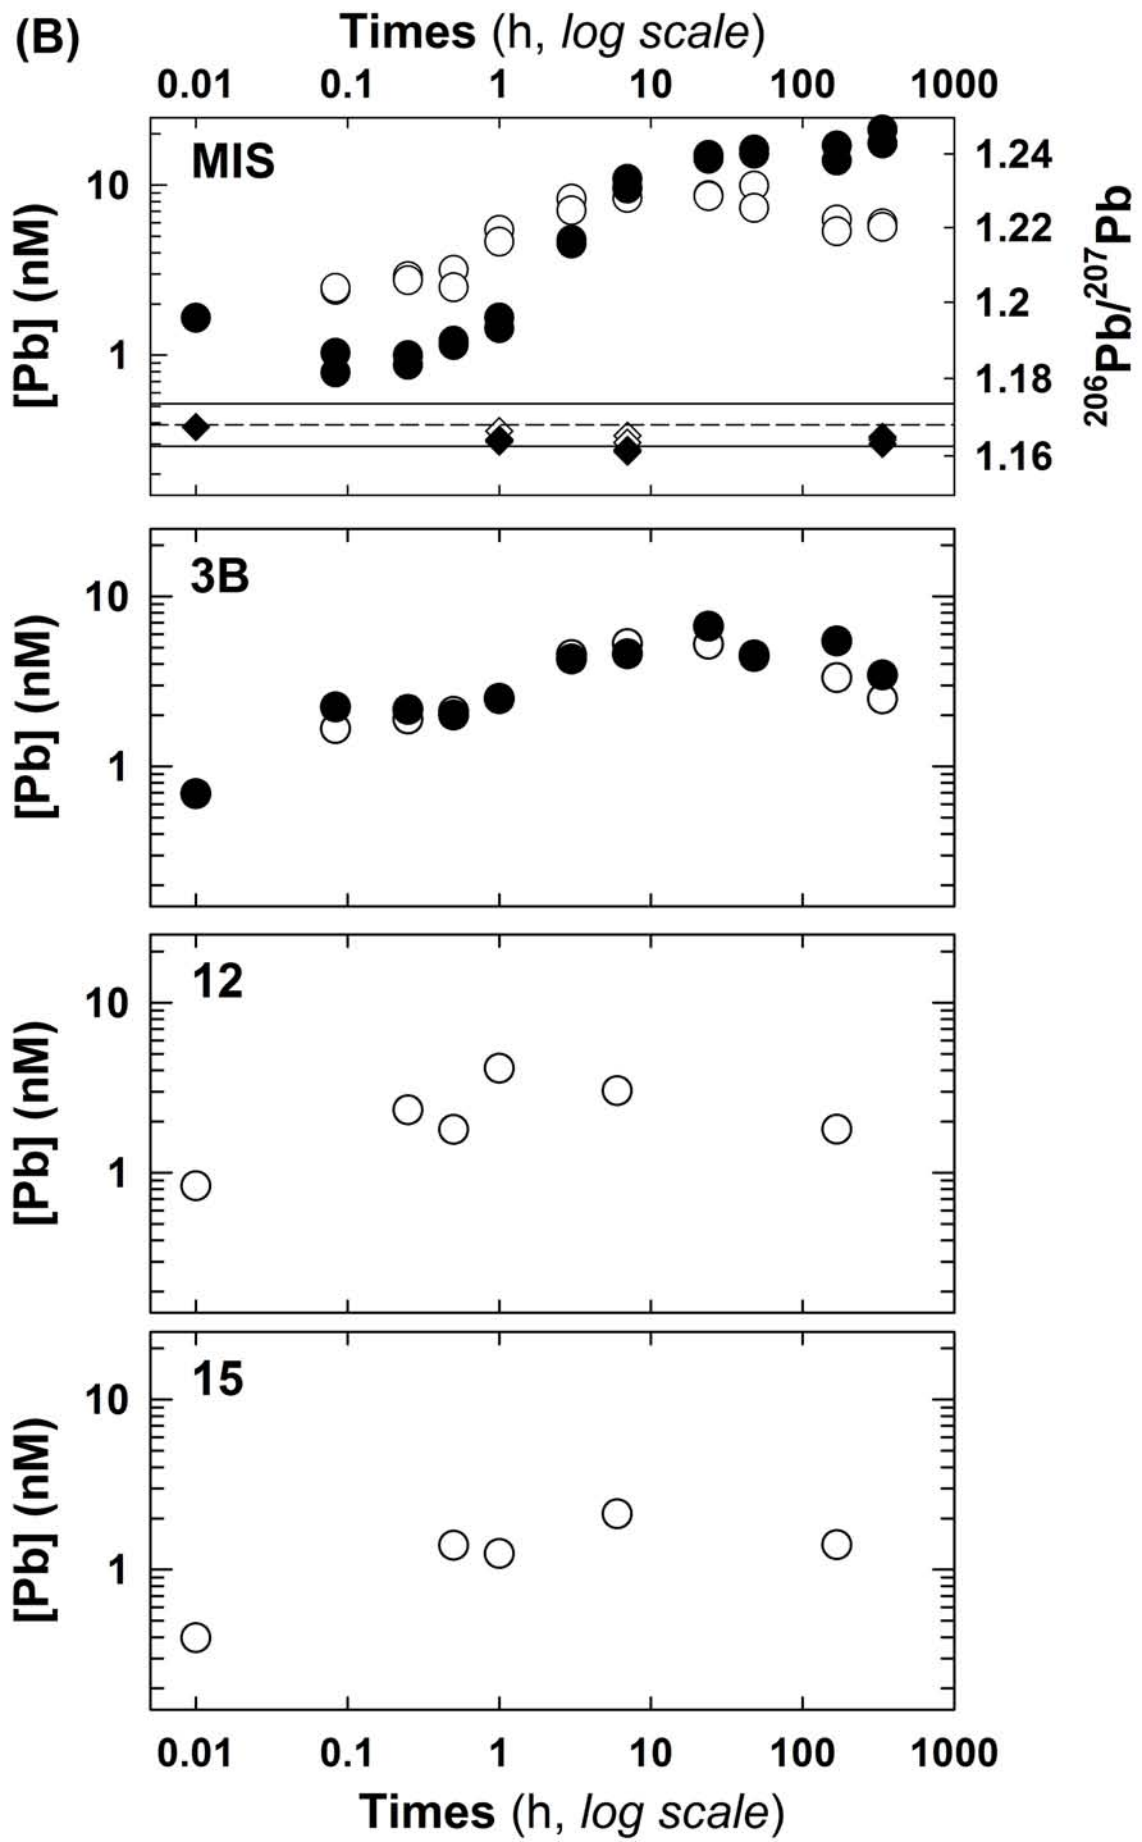 (B)
Times (h, log scale)
0.01 0.1 1 10 100 1000
MIS
[Pb] (nM)
10
1
1.24
1.22
1.2
1.18
1.16
²⁰⁶Pb/²⁰⁷Pb
3B
[Pb] (nM)
10
1
12
[Pb] (nM)
10
1
15
[Pb] (nM)
10
1
0.01 0.1 1 10 100 1000
Times (h, log scale)